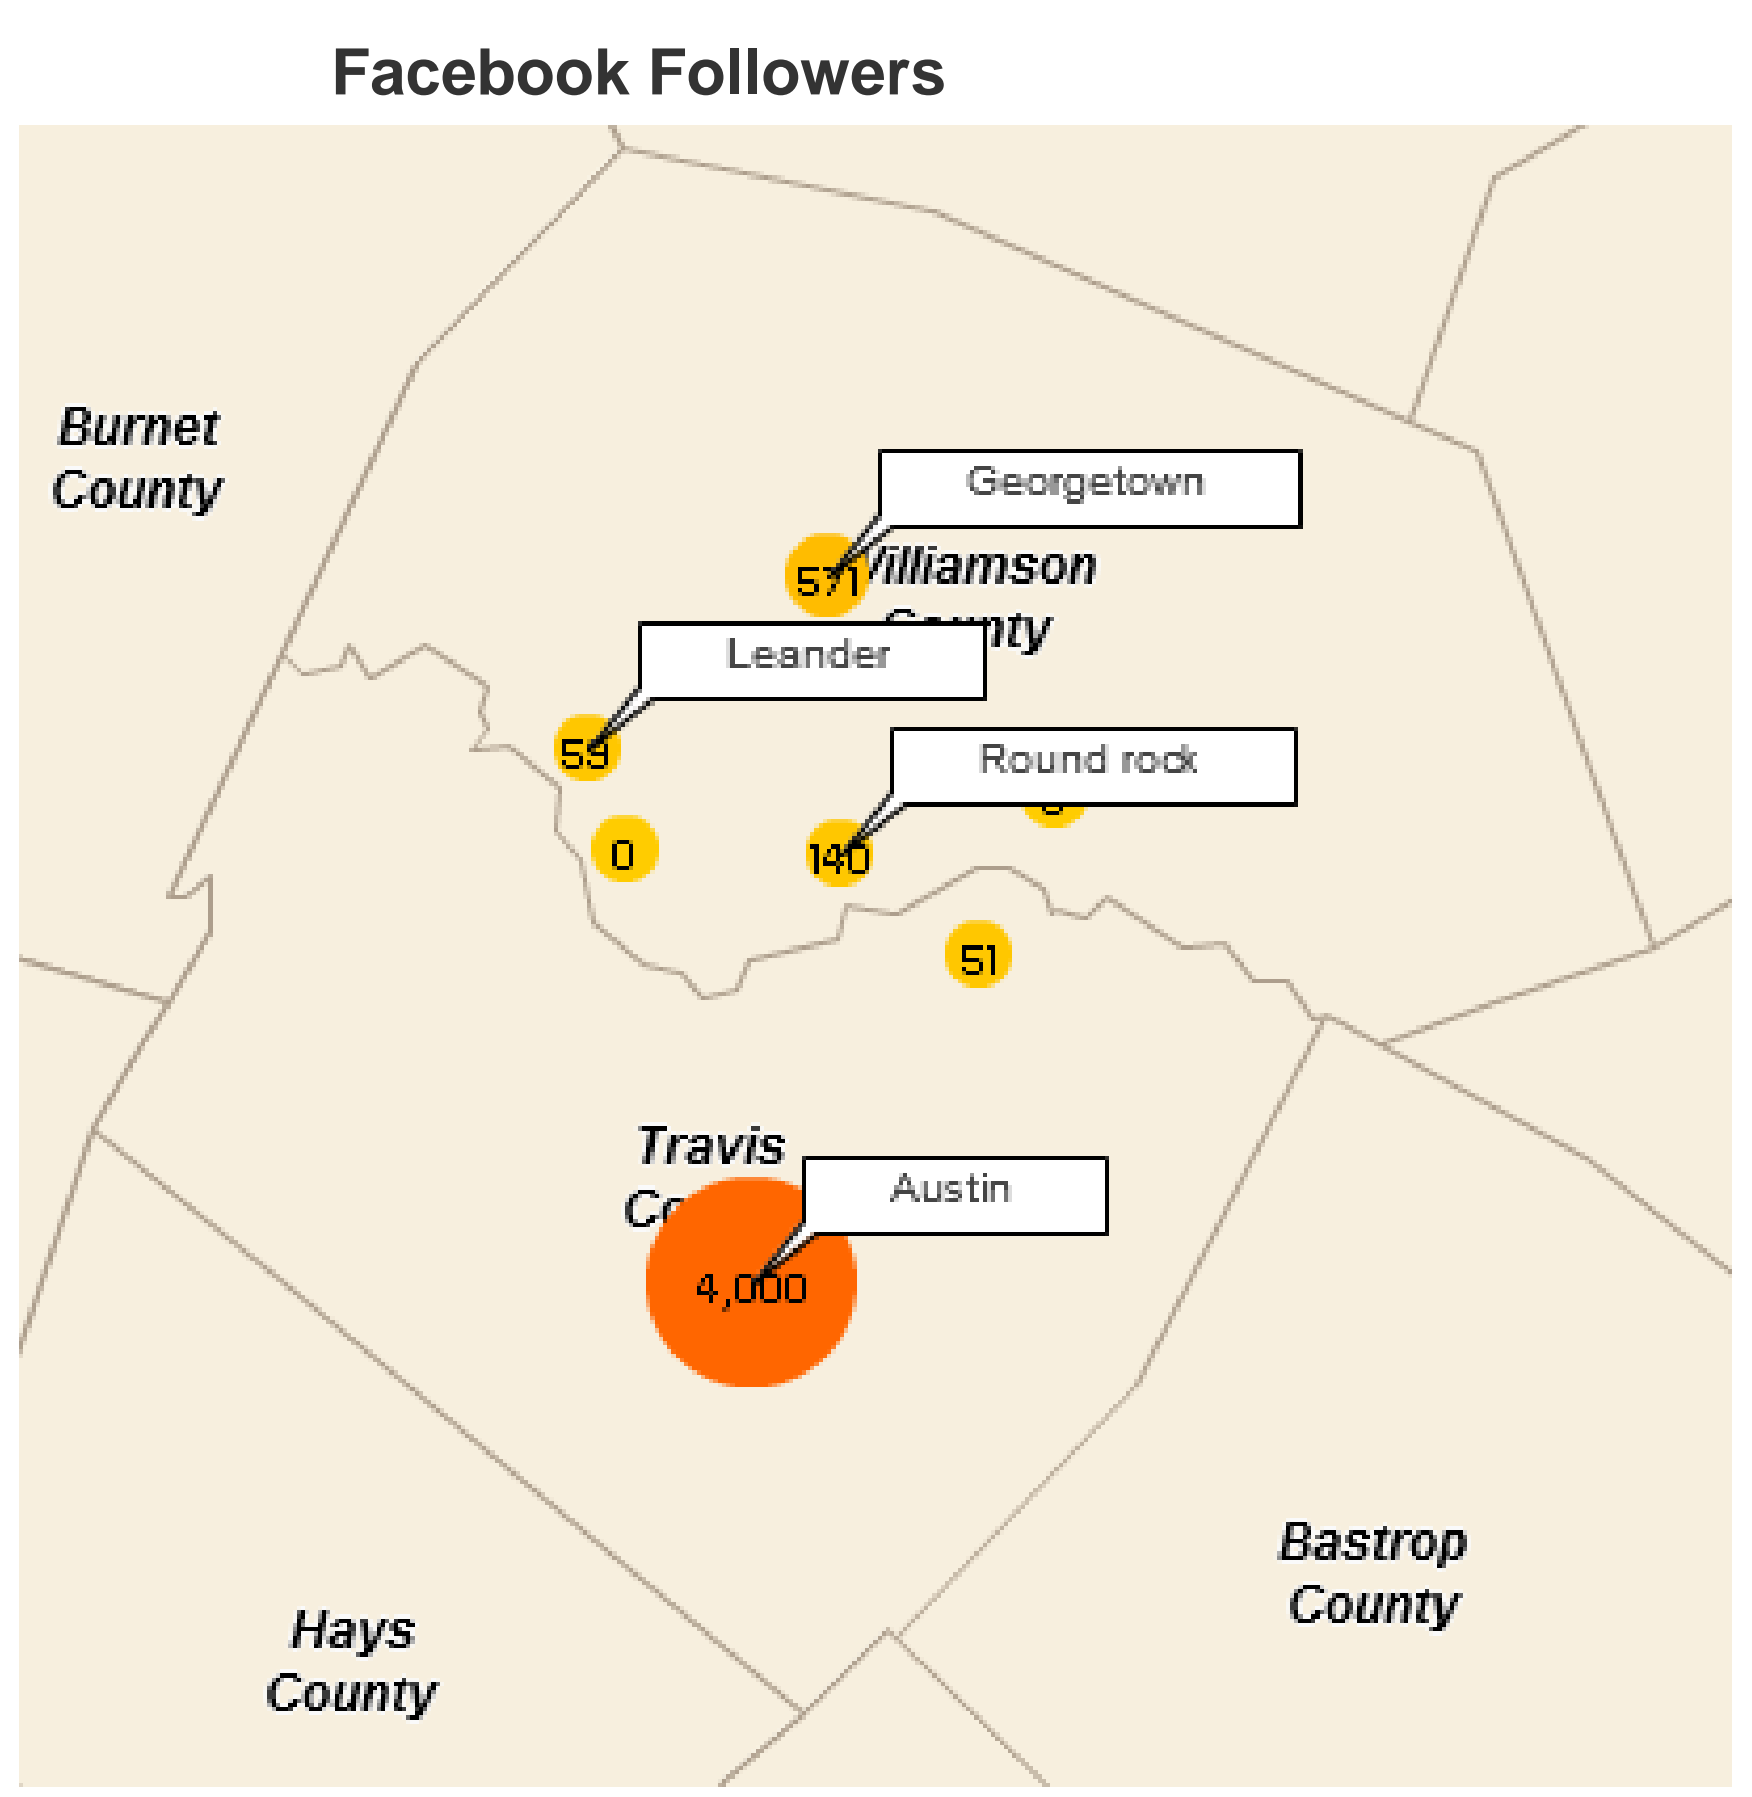 Facebook Followers
Burnet
County
Georgetown
571
Williamson
County
Leander
59
Round rock
0
140
51
Travis
Austin
4,000
Bastrop
County
Hays
County